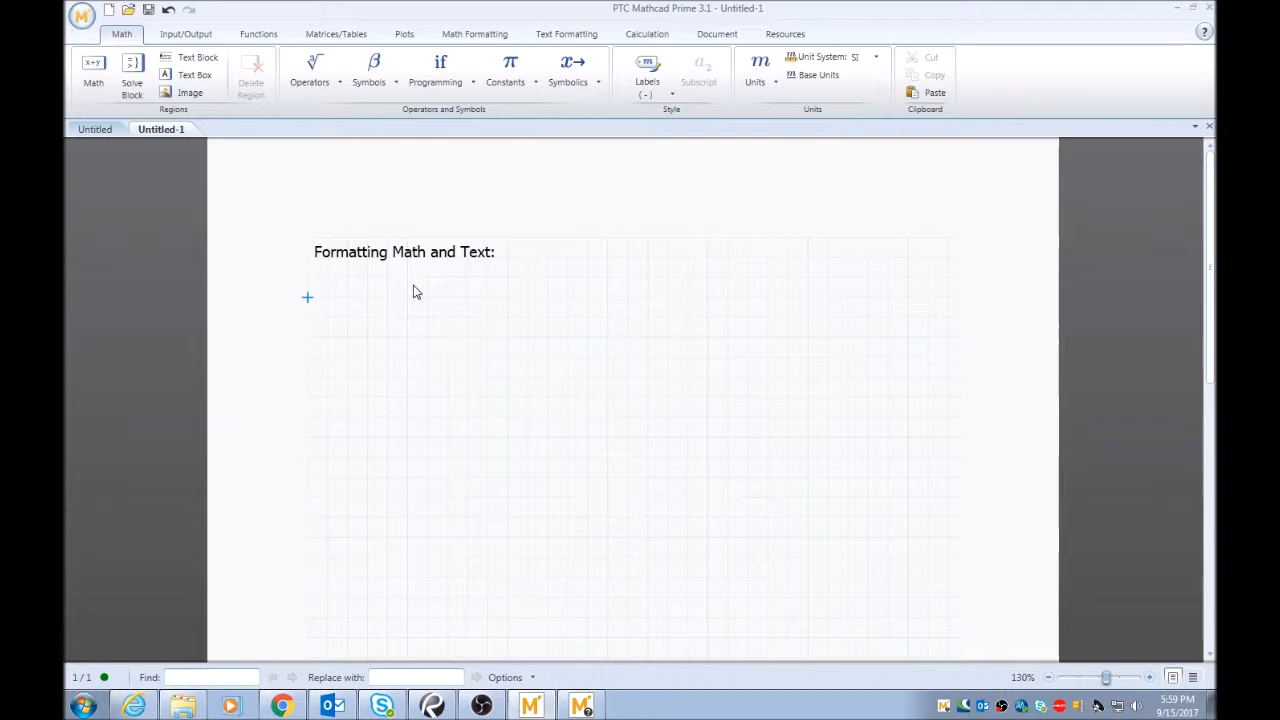 PTC Mathcad Prime 3.1 - Untitled-1
Math Input/Output Functions Matrices/Tables Plots Math Formatting Text Formatting Calculation Document Resources
Math
Solve Block
Text Block
Text Box
Image
Delete Region
Operators
Symbols
Programming
Constants
Symbolics
Labels
(-)
Subscript
Units
Unit System: SI
Base Units
Cut
Copy
Paste
Regions Operators and Symbols Style Units Clipboard
Untitled Untitled-1
Formatting Math and Text:
1/1 Find: Replace with: Options 130%
5:59 PM
9/15/2017